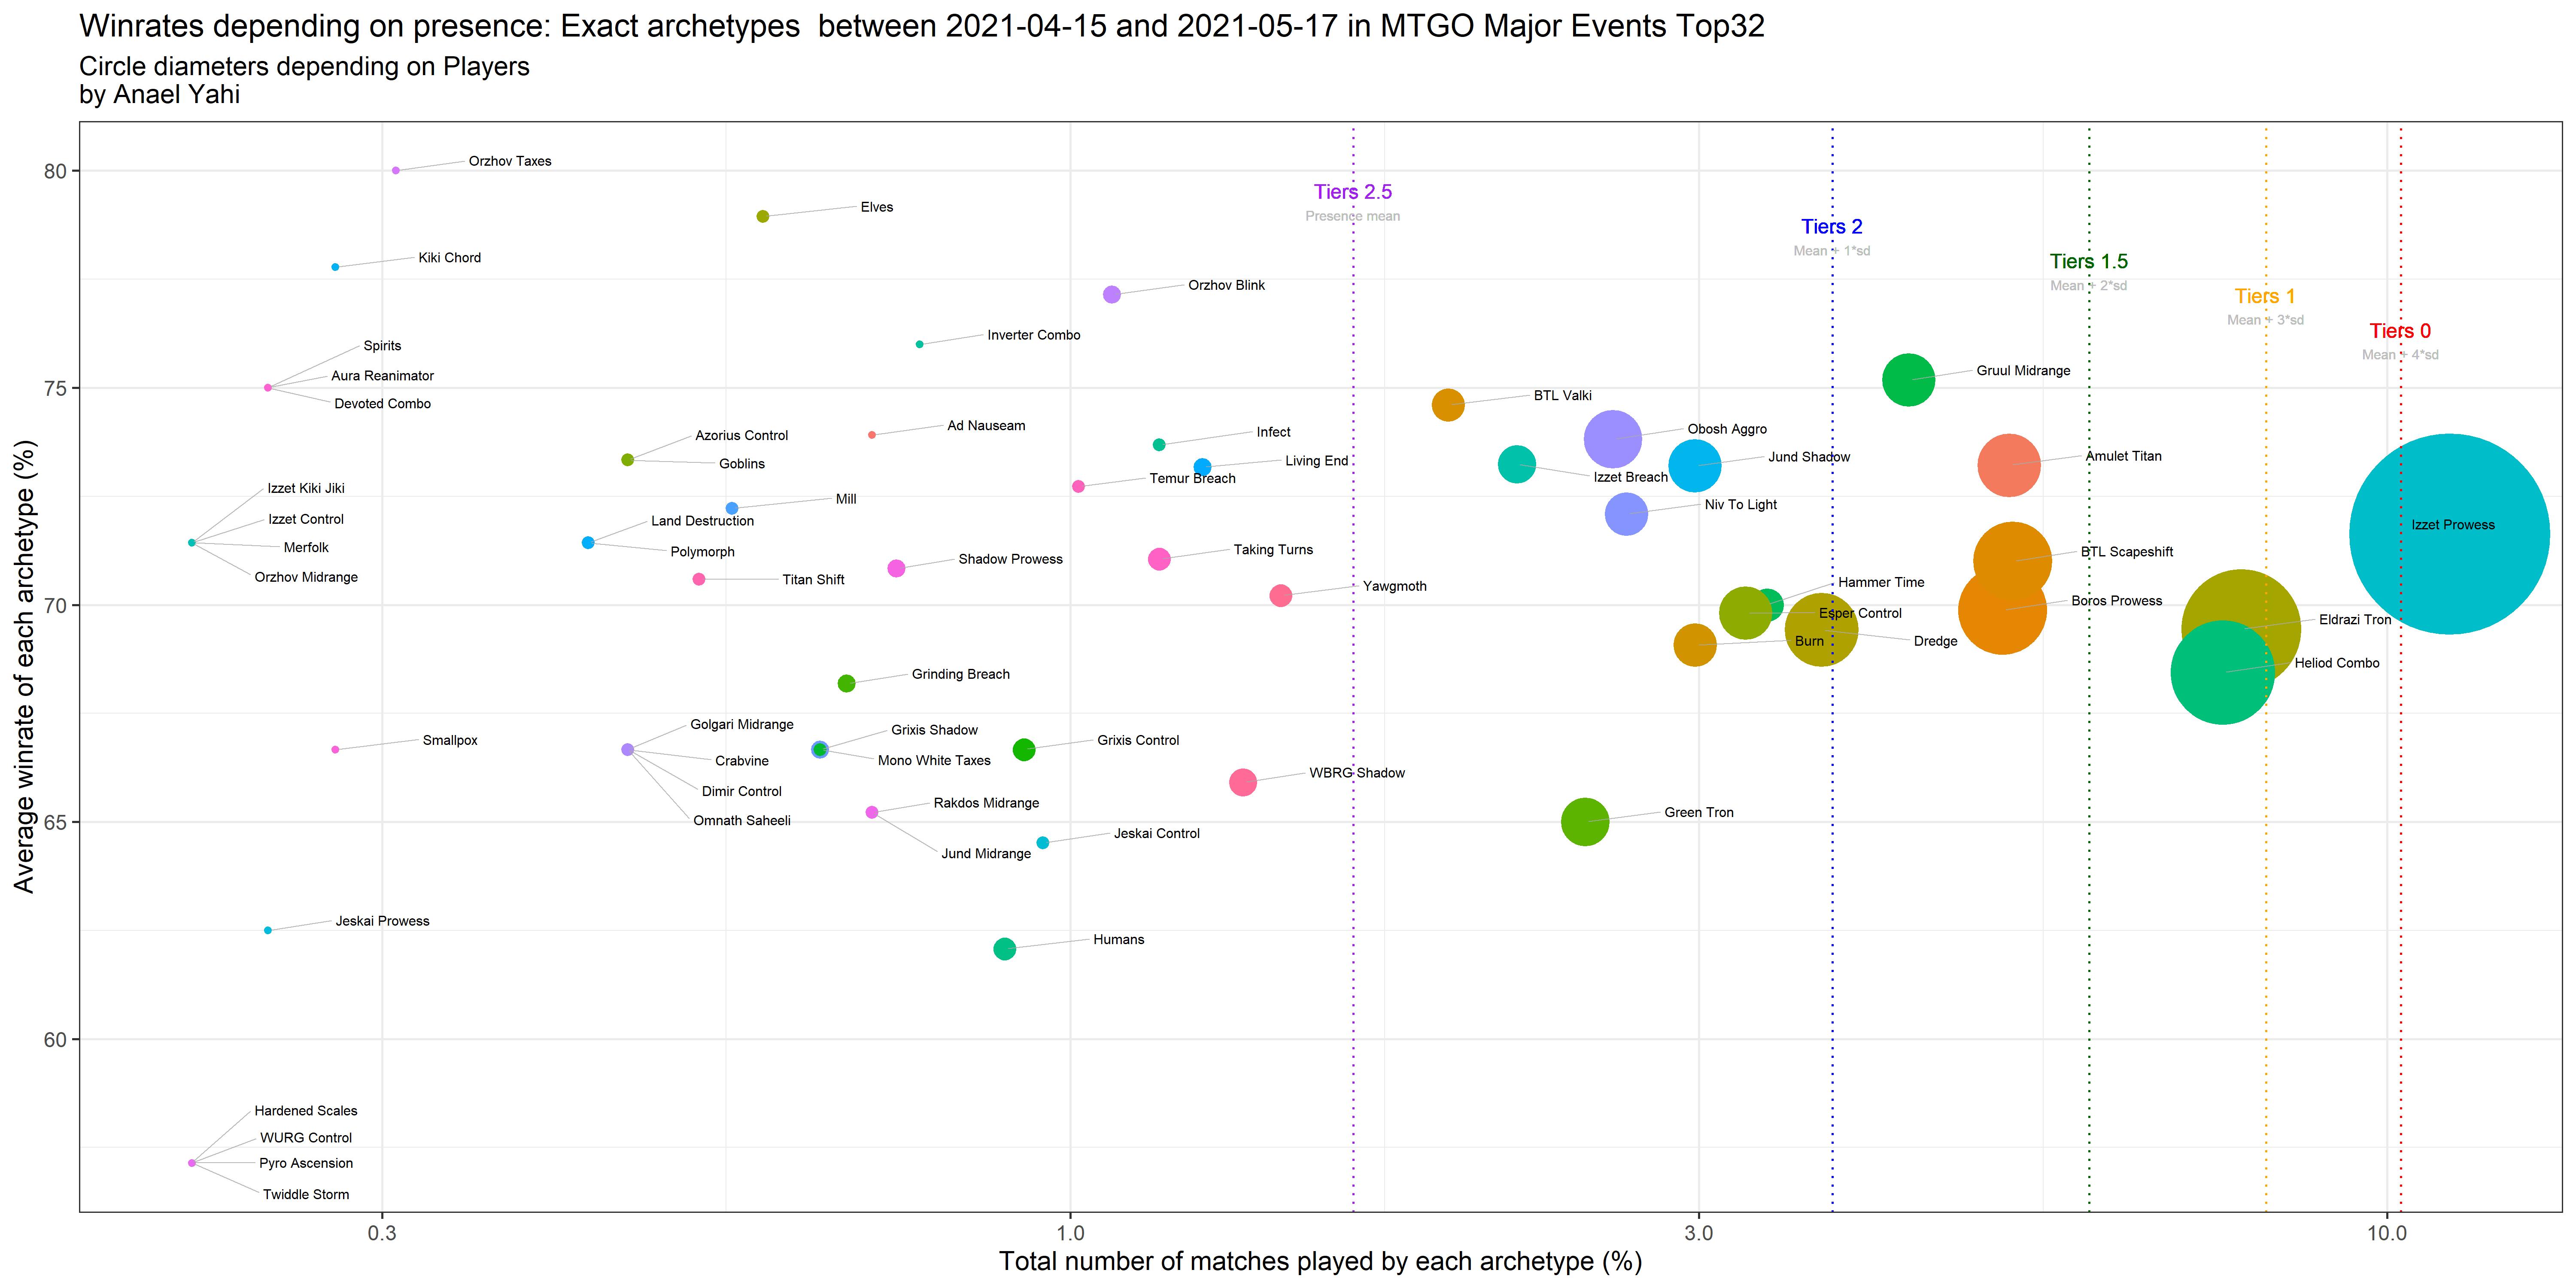 Winrates depending on presence: Exact archetypes  between 2021-04-15 and 2021-05-17 in MTGO Major Events Top32
Circle diameters depending on Players
by Anael Yahi
Average winrate of each archetype (%)
80
75
70
65
60
Orzhov Taxes
Elves
Tiers 2.5
Presence mean
Tiers 2
Mean + 1*sd
Kiki Chord
Tiers 1.5
Mean + 2*sd
Orzhov Blink
Tiers 1
Mean + 3*sd
Inverter Combo
Tiers 0
Mean + 4*sd
Spirits
Aura Reanimator
Devoted Combo
Gruul Midrange
BTL Valki
Ad Nauseam
Infect
Obosh Aggro
Azorius Control
Goblins
Living End
Jund Shadow
Amulet Titan
Temur Breach
Izzet Breach
Izzet Kiki Jiki
Mill
Niv To Light
Izzet Control
Land Destruction
Izzet Prowess
Merfolk
Polymorph
Shadow Prowess
Taking Turns
BTL Scapeshift
Orzhov Midrange
Titan Shift
Yawgmoth
Hammer Time
Boros Prowess
Esper Control
Eldrazi Tron
Burn
Dredge
Heliod Combo
Grinding Breach
Golgari Midrange
Grixis Shadow
Smallpox
Grixis Control
Crabvine
Mono White Taxes
WBRG Shadow
Dimir Control
Rakdos Midrange
Omnath Saheeli
Green Tron
Jeskai Control
Jund Midrange
Jeskai Prowess
Humans
Hardened Scales
WURG Control
Pyro Ascension
Twiddle Storm
0.3
1.0
3.0
10.0
Total number of matches played by each archetype (%)